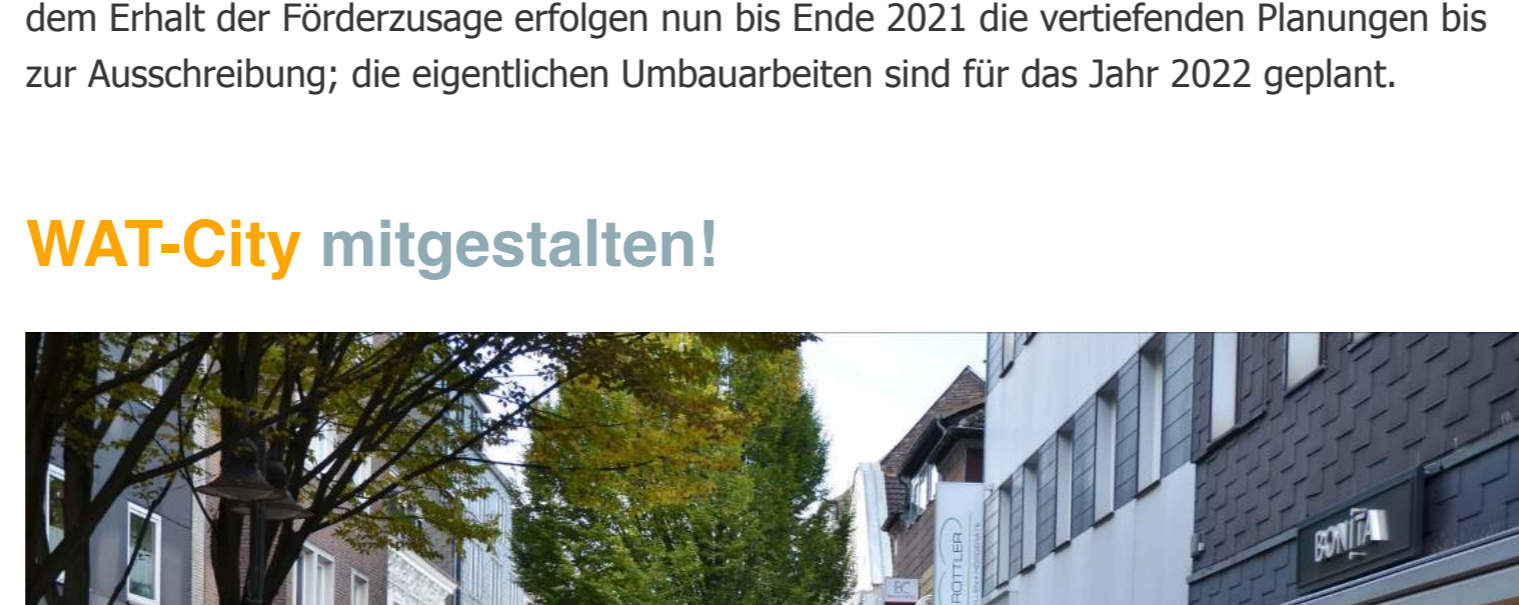 dem Erhalt der Förderzusage erfolgen nun bis Ende 2021 die vertiefenden Planungen bis
zur Ausschreibung; die eigentlichen Umbauarbeiten sind für das Jahr 2022 geplant.
WAT-City mitgestalten!
ROTTLER
BC
BONITA